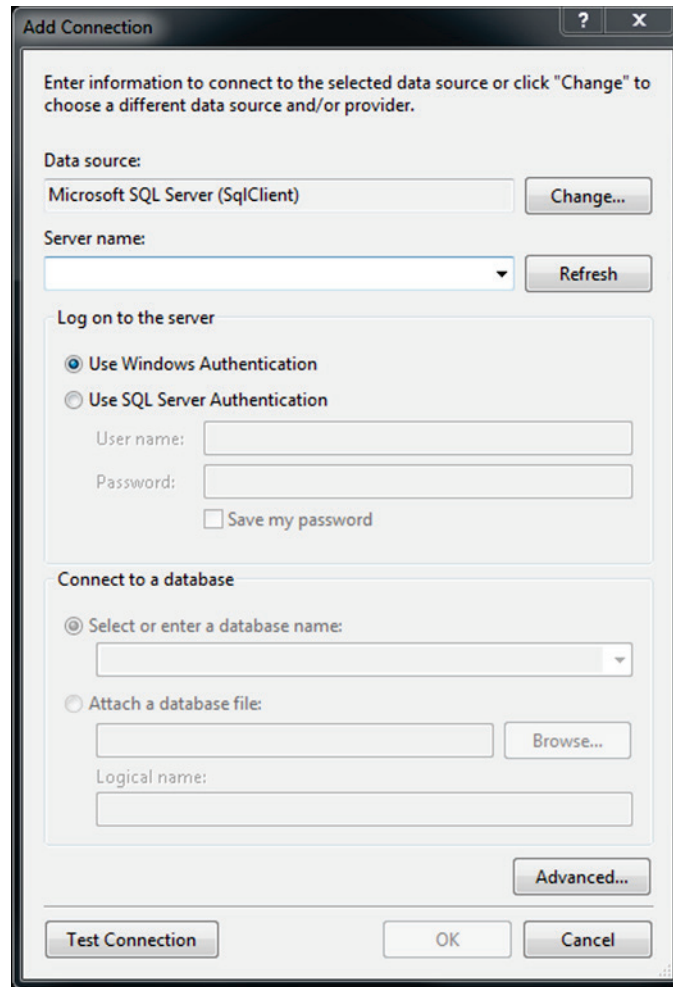 Add Connection
? X
Enter information to connect to the selected data source or click "Change" to
choose a different data source and/or provider.
Data source:
Microsoft SQL Server (SqlClient)
Change...
Server name:
Refresh
Log on to the server
Use Windows Authentication
Use SQL Server Authentication
User name:
Password:
Save my password
Connect to a database
Select or enter a database name:
Attach a database file:
Browse...
Logical name:
Advanced...
Test Connection
OK
Cancel